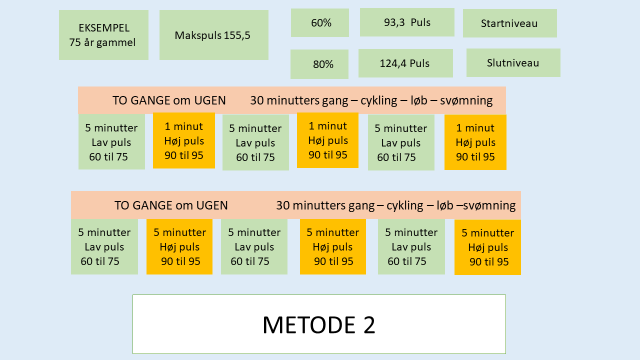 EKSEMPEL
75 år gammel
Makspuls 155,5
60%
93,3 Puls
Startniveau
80%
124,4 Puls
Slutniveau
TO GANGE om UGEN 30 minutters gang – cykling – løb – svømning
5 minutter
Lav puls
60 til 75
1 minut
Høj puls
90 til 95
5 minutter
Lav puls
60 til 75
1 minut
Høj puls
90 til 95
5 minutter
Lav puls
60 til 75
1 minut
Høj puls
90 til 95
TO GANGE om UGEN 30 minutters gang – cykling – løb –svømning
5 minutter
Lav puls
60 til 75
5 minutter
Høj puls
90 til 95
5 minutter
Lav puls
60 til 75
5 minutter
Høj puls
90 til 95
5 minutter
Lav puls
60 til 75
5 minutter
Høj puls
90 til 95
METODE 2